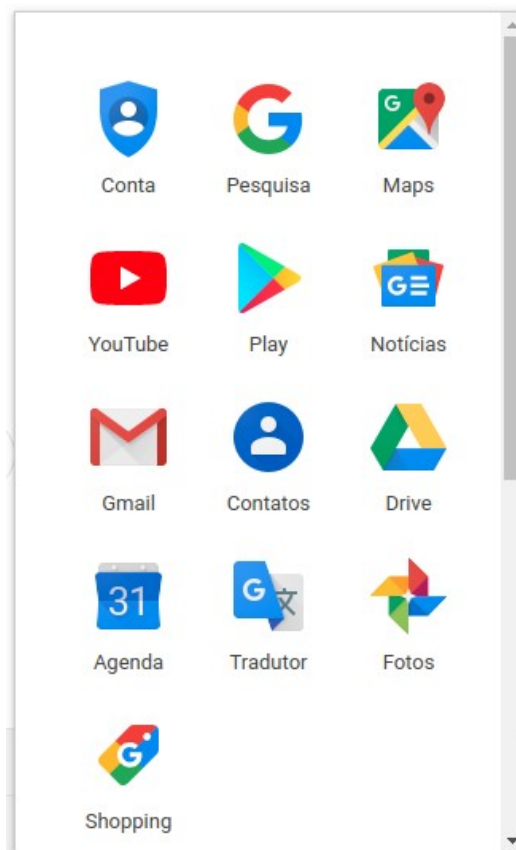 Conta Pesquisa Maps
YouTube Play Notícias
Gmail Contatos Drive
31
Agenda Tradutor Fotos
Shopping